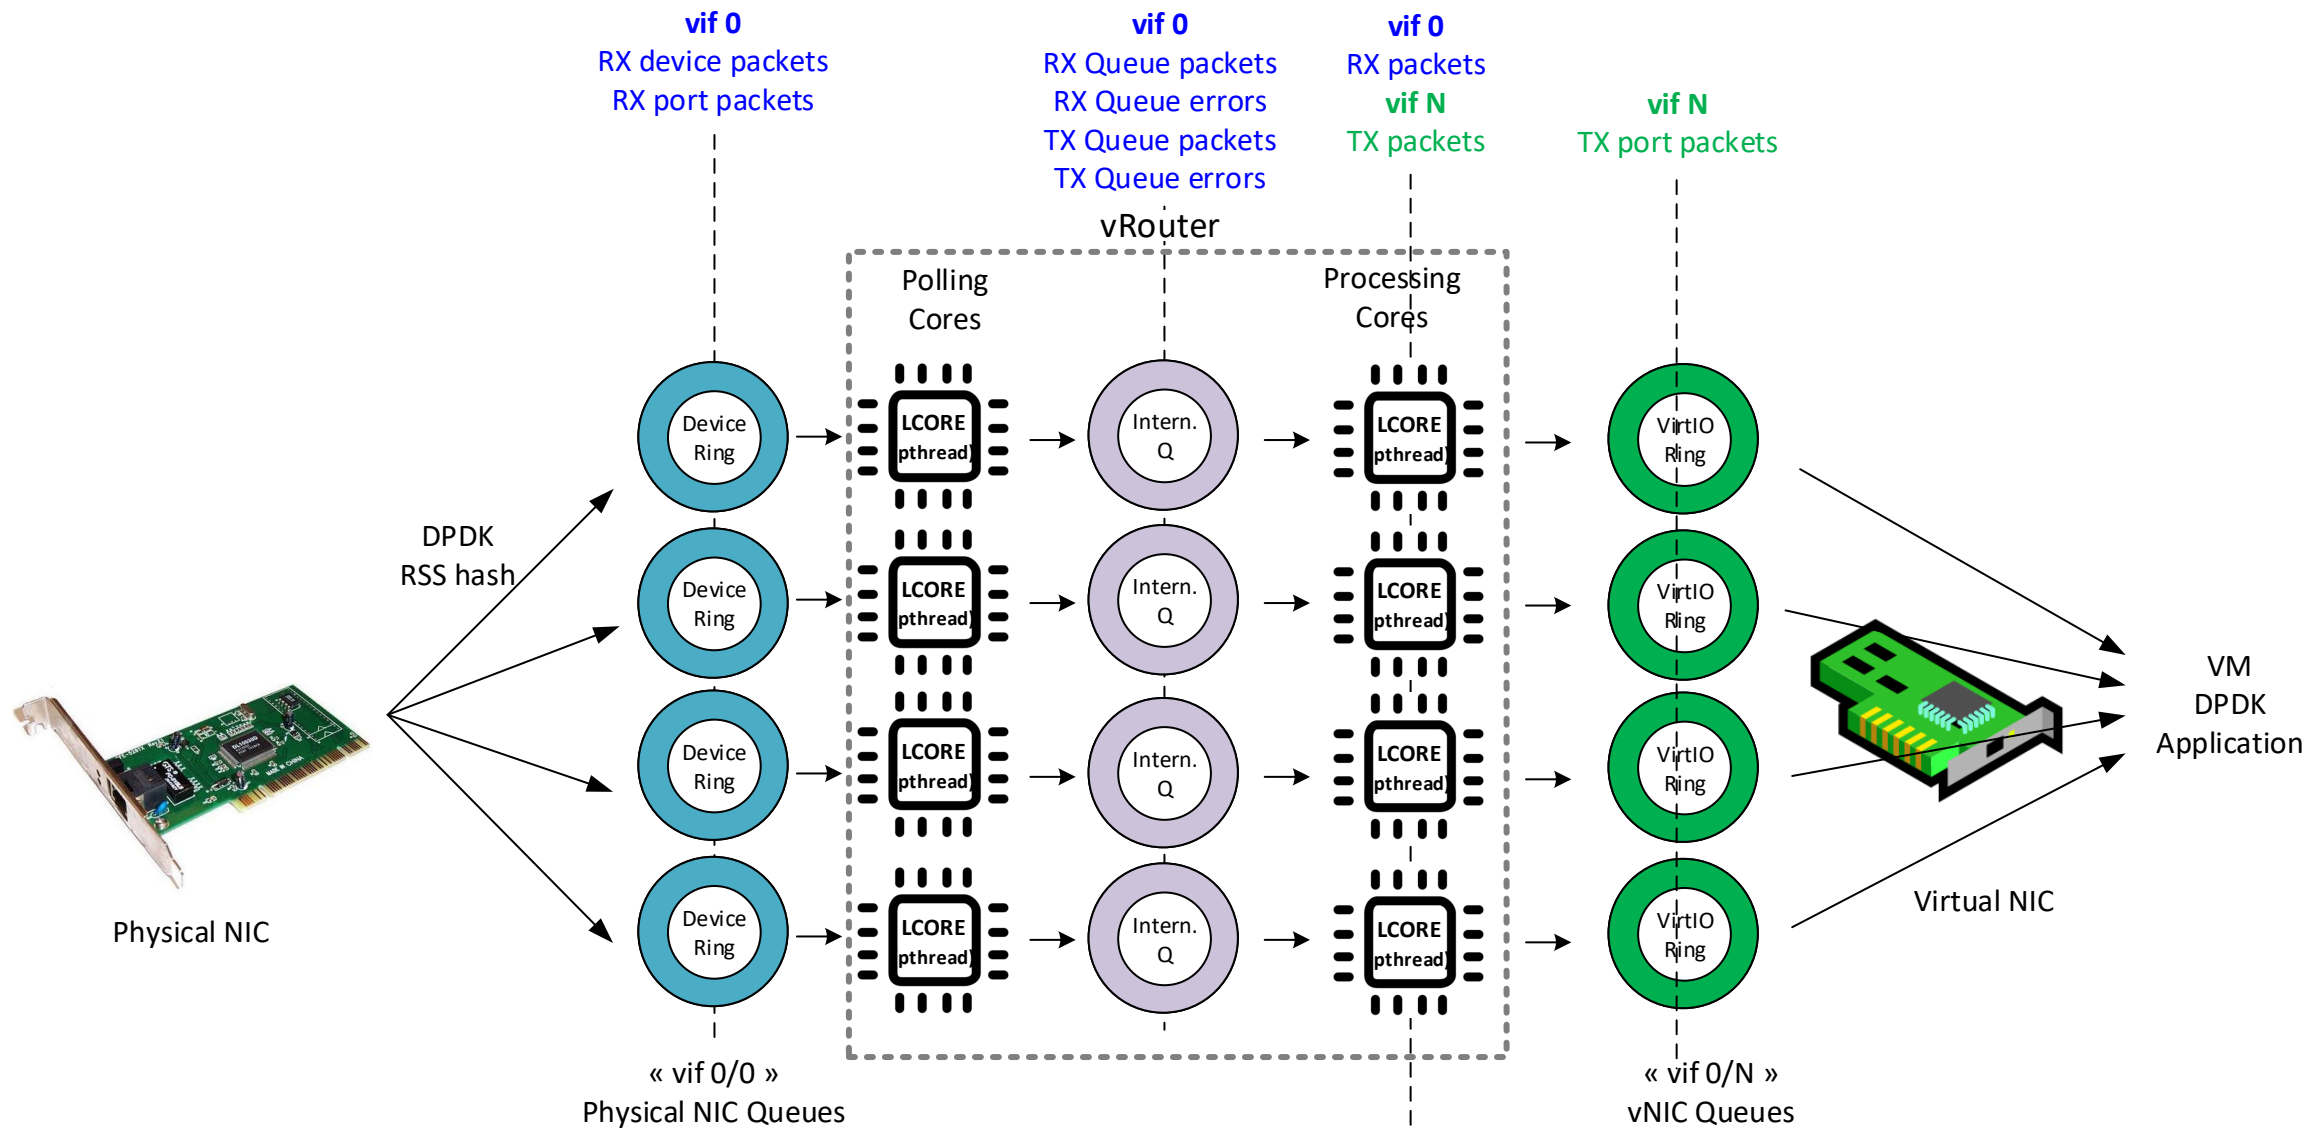 vif 0
RX device packets
RX port packets
vif 0
RX Queue packets
RX Queue errors
TX Queue packets
TX Queue errors
vif 0
RX packets
vif N
TX packets
vif N
TX port packets
vRouter
Polling
Cores
Processing
Cores
DPDK
RSS hash
Device
Ring
LCORE
pthread)
Intern.
Q
LCORE
pthread)
VirtIO
Ring
Device
Ring
LCORE
pthread)
Intern.
Q
LCORE
pthread)
VirtIO
Ring
Device
Ring
LCORE
pthread)
Intern.
Q
LCORE
pthread)
VirtIO
Ring
Device
Ring
LCORE
pthread)
Intern.
Q
LCORE
pthread)
VirtIO
Ring
Physical NIC
Virtual NIC
VM
DPDK
Application
« vif 0/0 »
Physical NIC Queues
« vif 0/N »
vNIC Queues